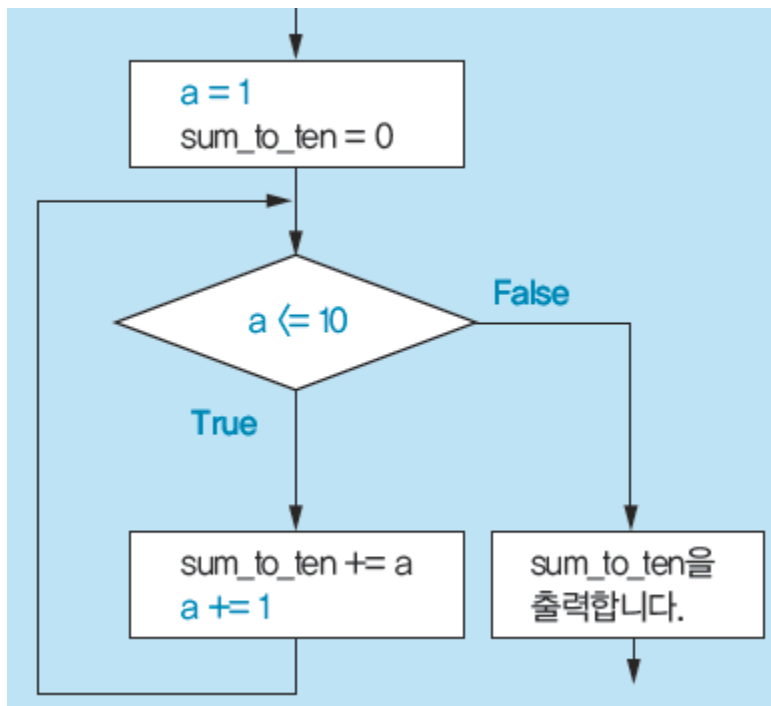 a = 1
sum_to_ten = 0
a <= 10
False
True
sum_to_ten += a
a += 1
sum_to_ten을
출력합니다.